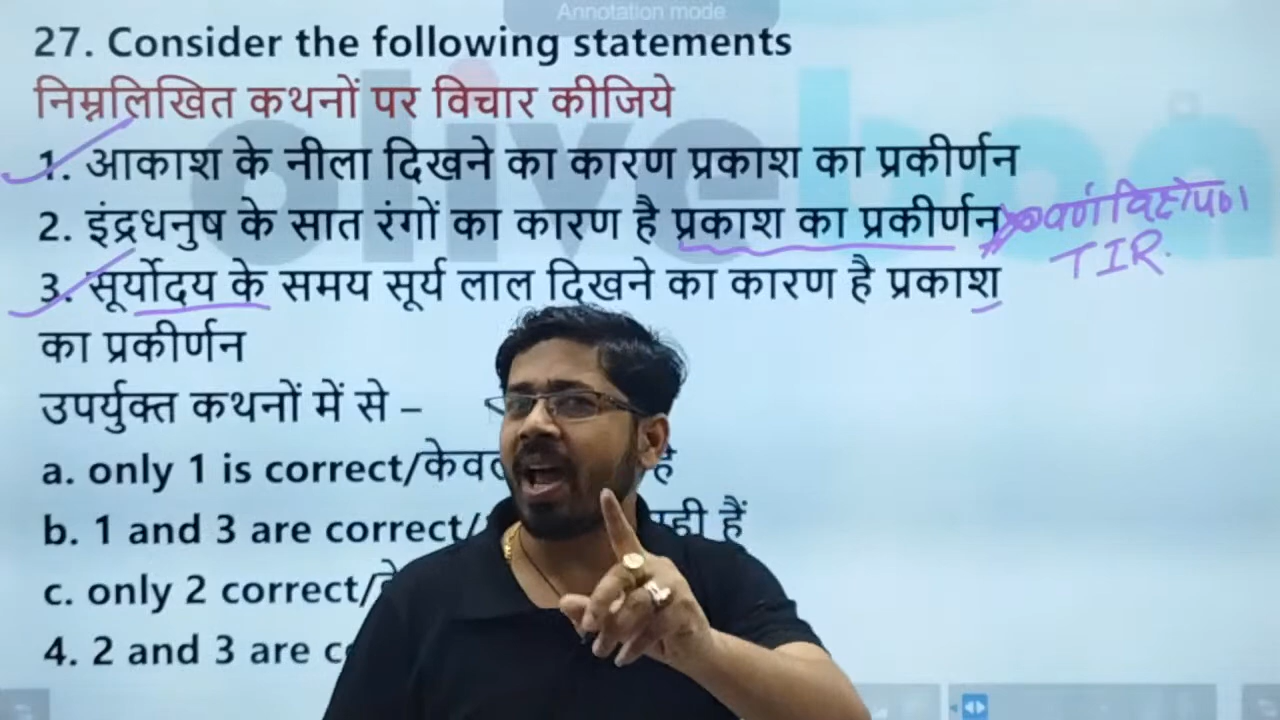 Annotation mode
27. Consider the following statements
निम्नलिखित कथनों पर विचार कीजिये
1. आकाश के नीला दिखने का कारण प्रकाश का प्रकीर्णन
2. इंद्रधनुष के सात रंगों का कारण है प्रकाश का प्रकीर्णन
TIR.
3. सूर्योदय के समय सूर्य लाल दिखने का कारण है प्रकाश
का प्रकीर्णन
उपर्युक्त कथनों में से –
a. only 1 is correct/
b. 1 and 3 are correct/ हैं
c. only 2 correct/
4. 2 and 3 are